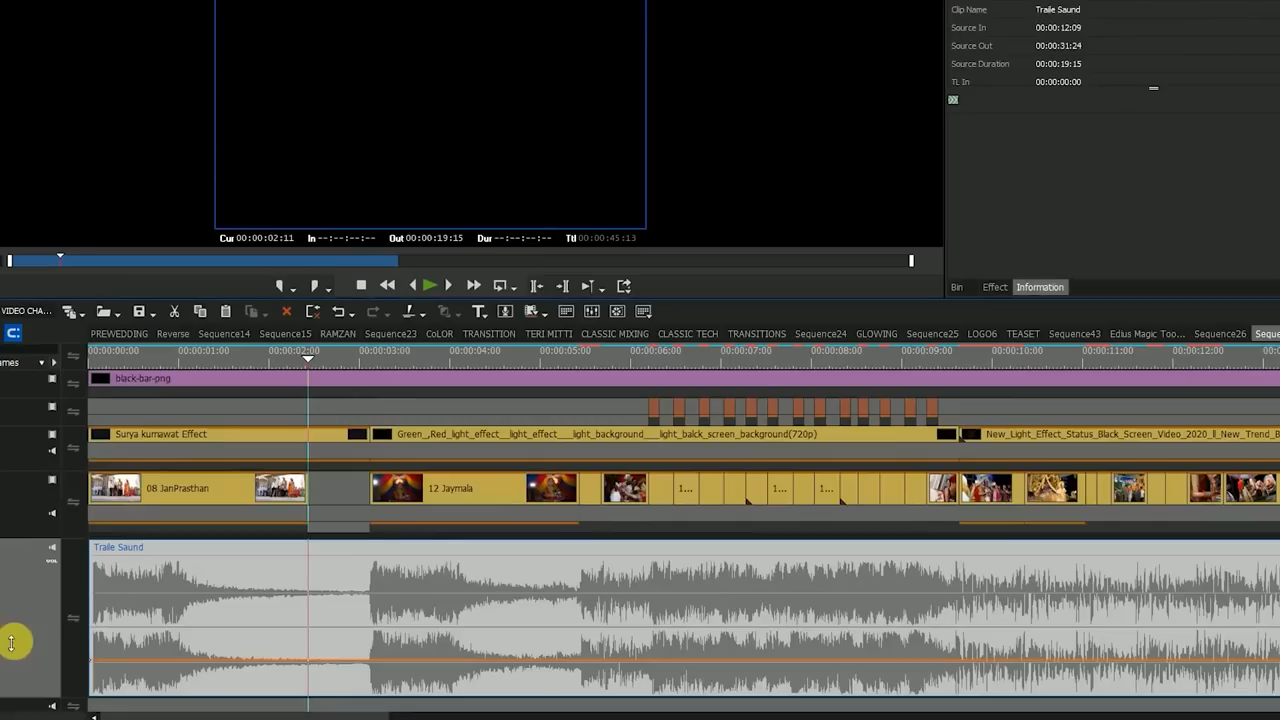 Clip Name Traile Saund
Source In 00:00:12:09
Source Out 00:00:31:24
Source Duration 00:00:19:15
TL In 00:00:00:00
Cur 00:00:02:11 In --:--:--:-- Out 00:00:19:15 Dur --:--:--:-- Ttl 00:00:45:13
Bin Effect Information
VIDEO CHA...
PREWEDDING Reverse Sequence14 Sequence15 RAMZAN Sequence23 CoLOR TRANSITION TERI MITTI CLASSIC MIXING CLASSIC TECH TRANSITIONS Sequence24 GLOWING Sequence25 LOGO6 TEASET Sequence43 Edius Magic Too... Sequence26 Seque
00:00:00:00 00:00:01:00 00:00:02:00 00:00:03:00 00:00:04:00 00:00:05:00 00:00:06:00 00:00:07:00 00:00:08:00 00:00:09:00 00:00:10:00 00:00:11:00 00:00:12:00
ames
black-bar-png
Surya kumawat Effect Green_,Red_light_effect__light_effect___light_background___light_balck_screen_background(720p) New_Light_Effect_Status_Black_Screen_Video_2020_ll_New_Trend_B
08 JanPrasthan 12 Jaymala 1... 1... 1...
Traile Saund
VOL